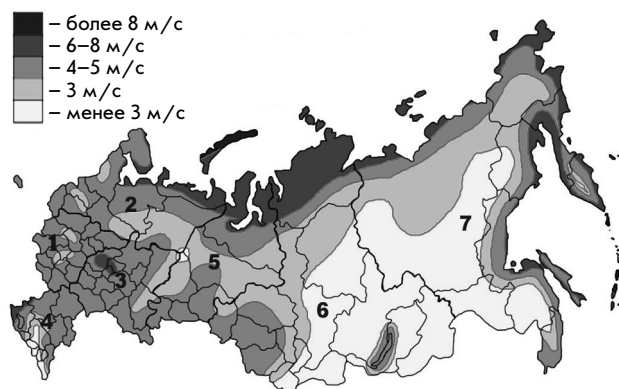 – более 8 м/с
– 6–8 м/с
– 4–5 м/с
– 3 м/с
– менее 3 м/с
2
1
3
5
7
4
6